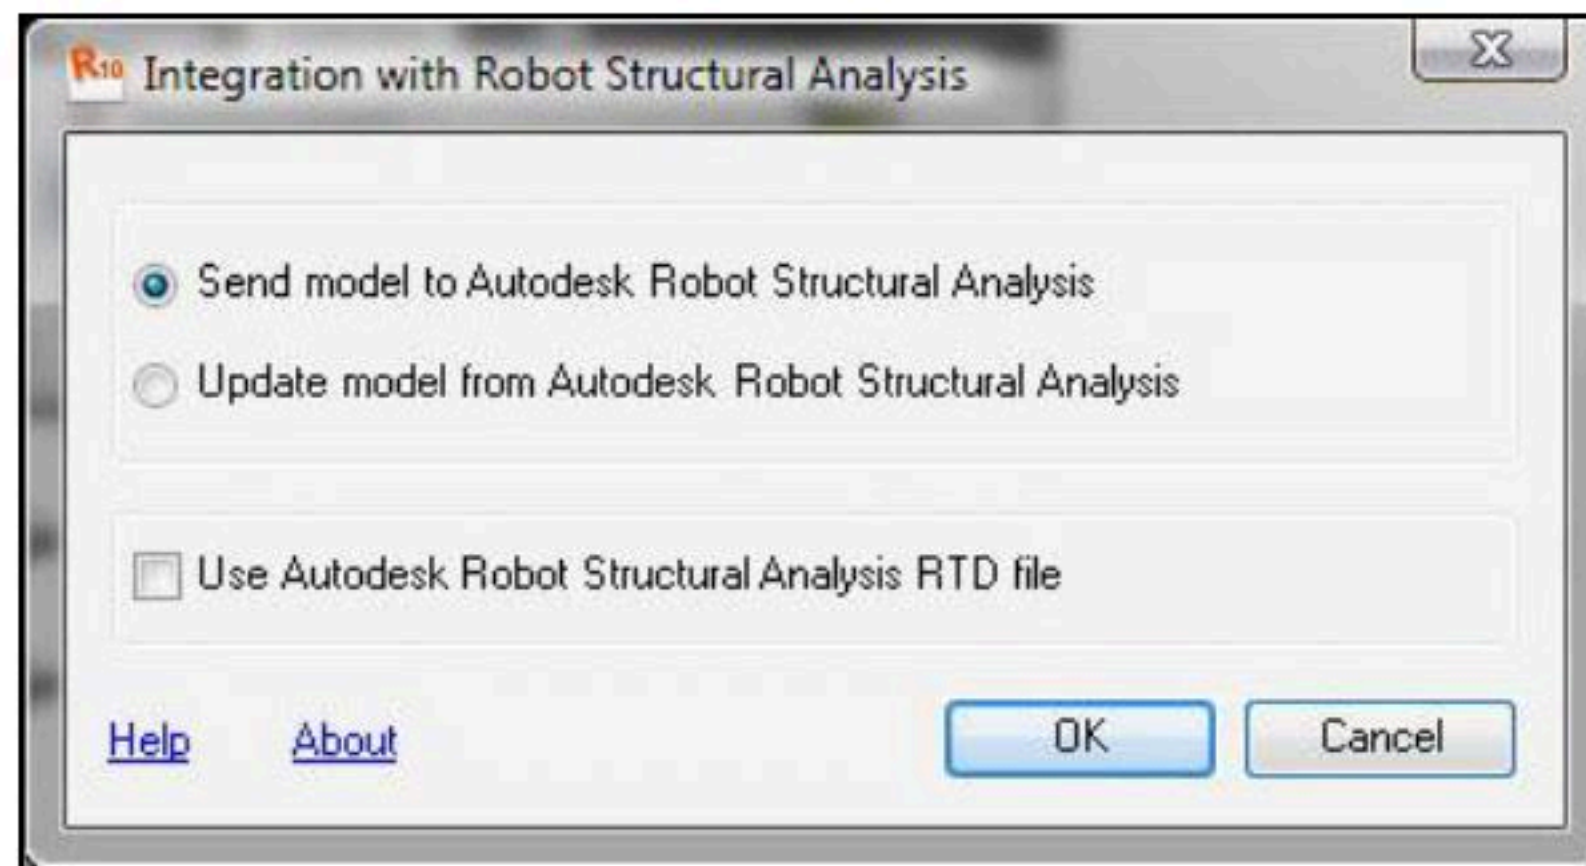 R10 Integration with Robot Structural Analysis
Send model to Autodesk Robot Structural Analysis
Update model from Autodesk Robot Structural Analysis
Use Autodesk Robot Structural Analysis RTD file
Help About OK Cancel